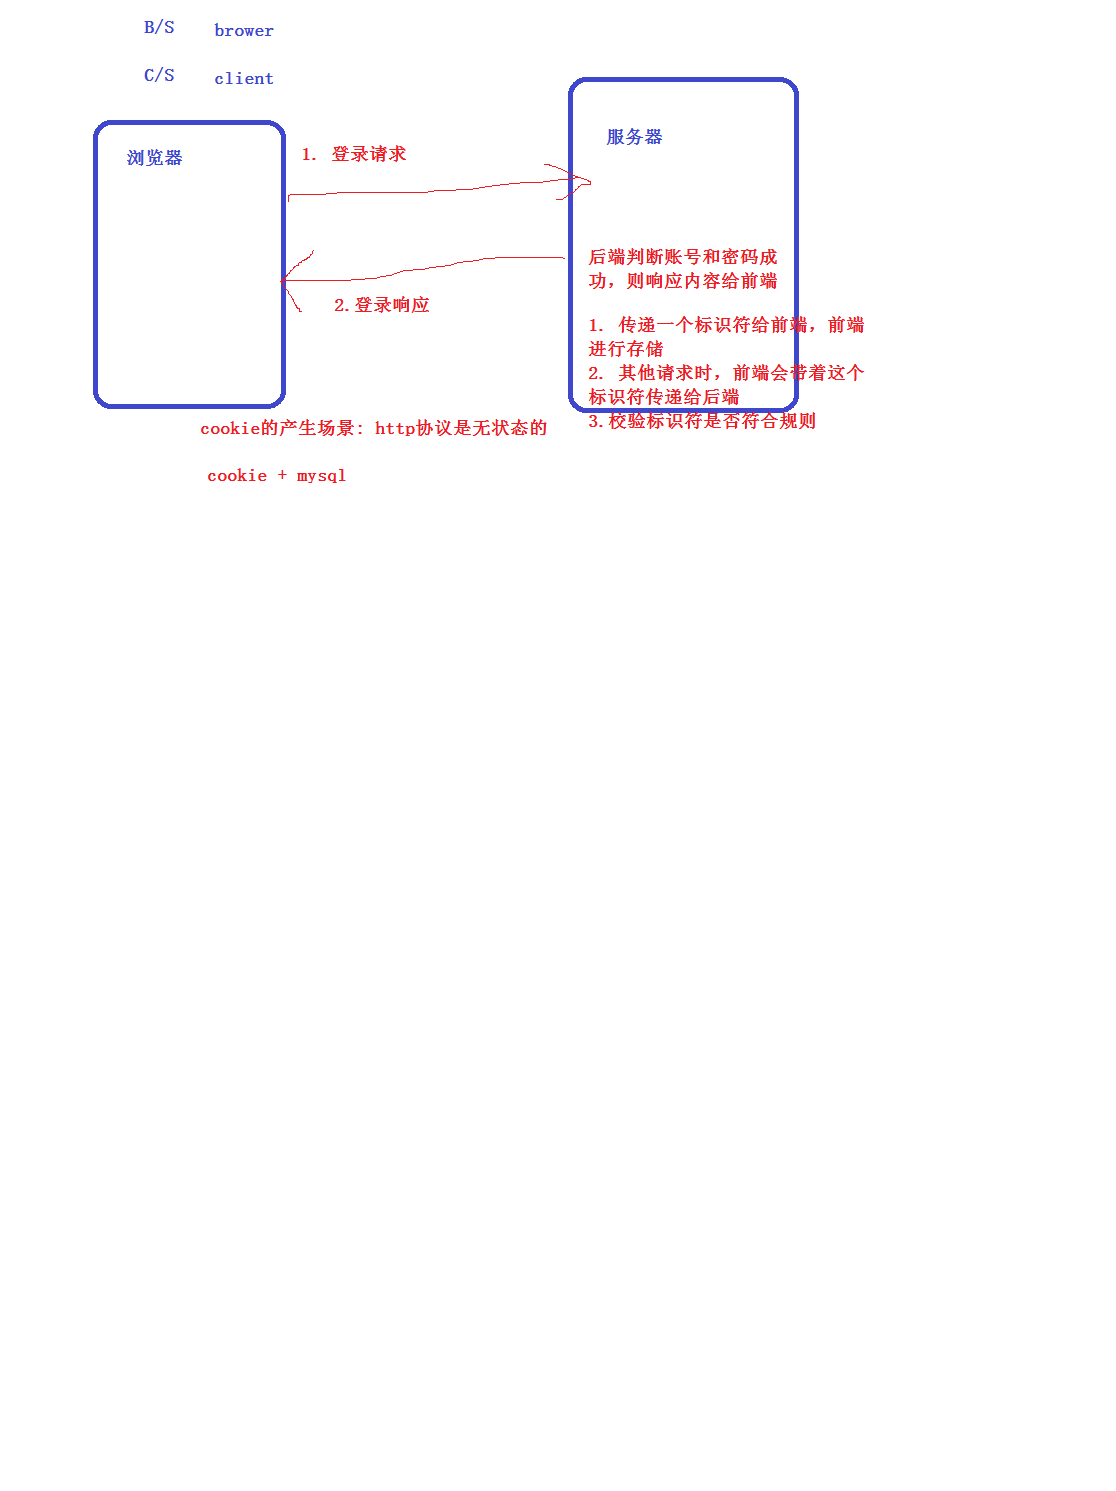 B/S brower
C/S client
服务器
浏览器
1. 登录请求
后端判断账号和密码成
功，则响应内容给前端
2.登录响应
1. 传递一个标识符给前端，前端
进行存储
2. 其他请求时，前端会带着这个
标识符传递给后端
3.校验标识符是否符合规则
cookie的产生场景: http协议是无状态的
cookie + mysql